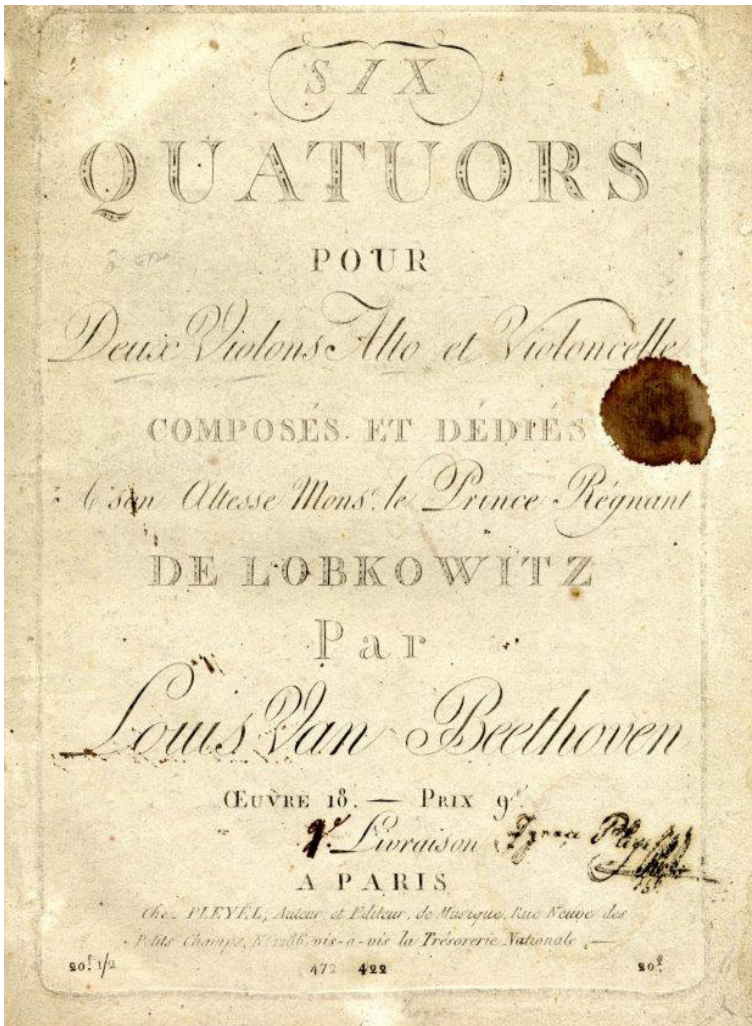 SIX
QUATUORS
POUR
Deux Violons Alto et Violoncelle
COMPOSÉS ET DÉDIÉS
son Altesse Mons.r le Prince Régnant
DE LOBKOWITZ
Par
Louis Van Beethoven
ŒUVRE 18. — PRIX 9
Livraison
A PARIS
Chez PLEYEL, Auteur et Editeur de Musique, Rue Neuve des
Petits Champs, N.º 1286, vis-a-vis la Trésorerie Nationale —
20. 1/2 472 422 20.